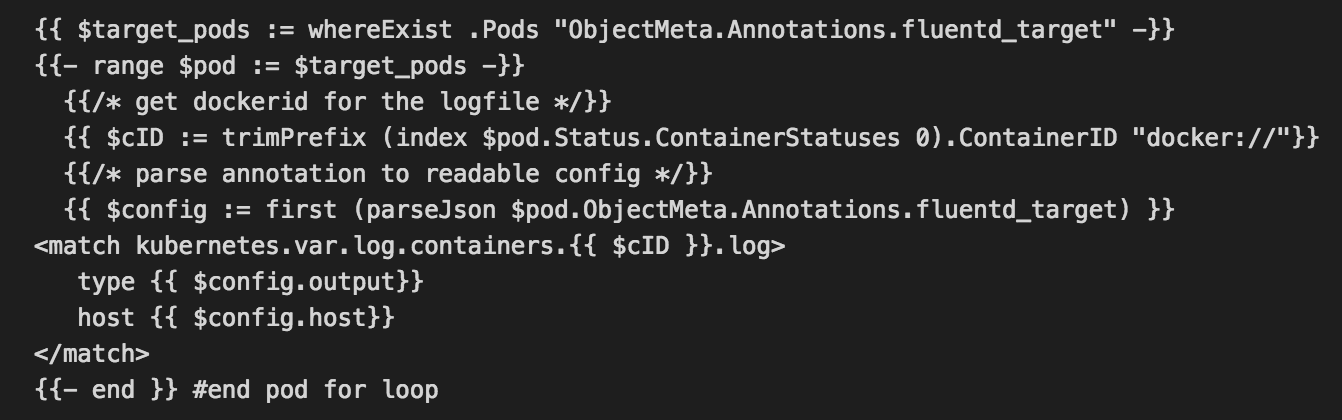 {{ $target_pods := whereExist .Pods "ObjectMeta.Annotations.fluentd_target" -}}
{{- range $pod := $target_pods -}}
  {{/* get dockerid for the logfile */}}
  {{ $cID := trimPrefix (index $pod.Status.ContainerStatuses 0).ContainerID "docker://"}}
  {{/* parse annotation to readable config */}}
  {{ $config := first (parseJson $pod.ObjectMeta.Annotations.fluentd_target) }}
<match kubernetes.var.log.containers.{{ $cID }}.log>
   type {{ $config.output}}
   host {{ $config.host}}
</match>
{{- end }} #end pod for loop